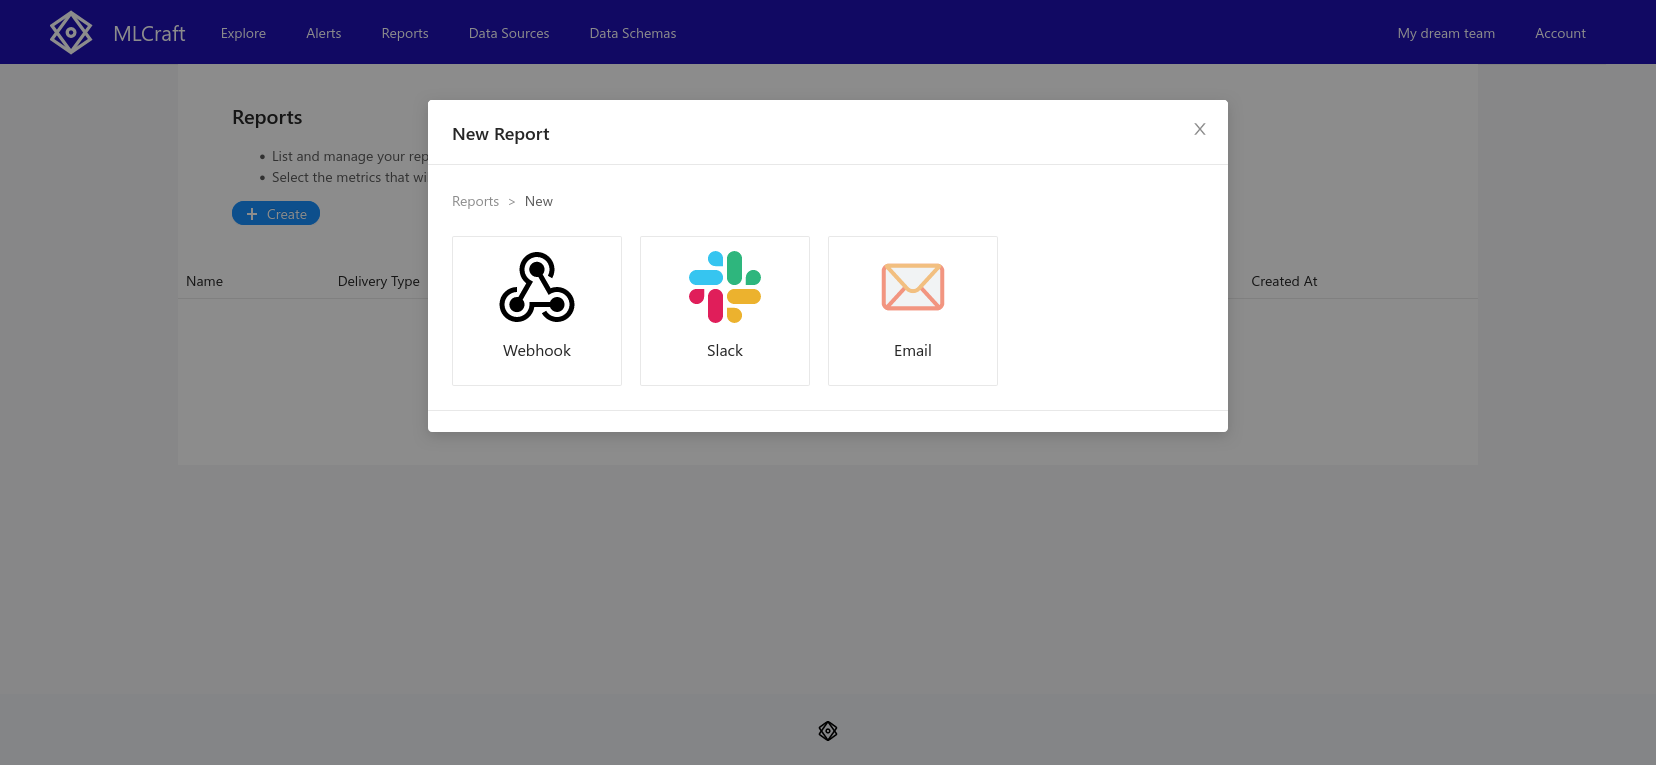 MLCraft Explore Alerts Reports Data Sources Data Schemas My dream team Account
Reports
List and manage your rep
Select the metrics that wi
Create
Name Delivery Type Created At
New Report
Reports > New
Webhook Slack Email